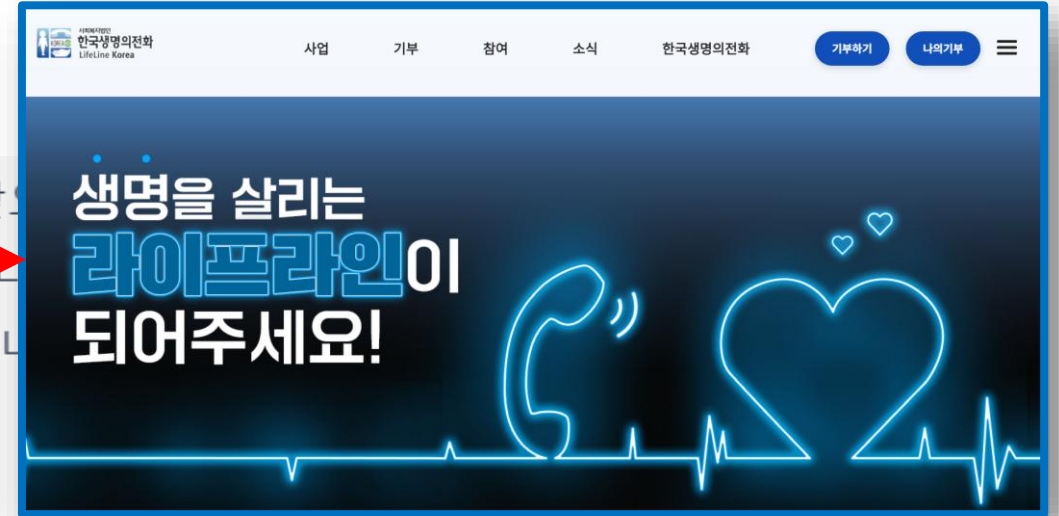 사회복지법인
한국생명의전화
LifeLine Korea
사업 기부 참여 소식 한국생명의전화 기부하기 나의기부
생명을 살리는
라이프라인이
되어주세요!